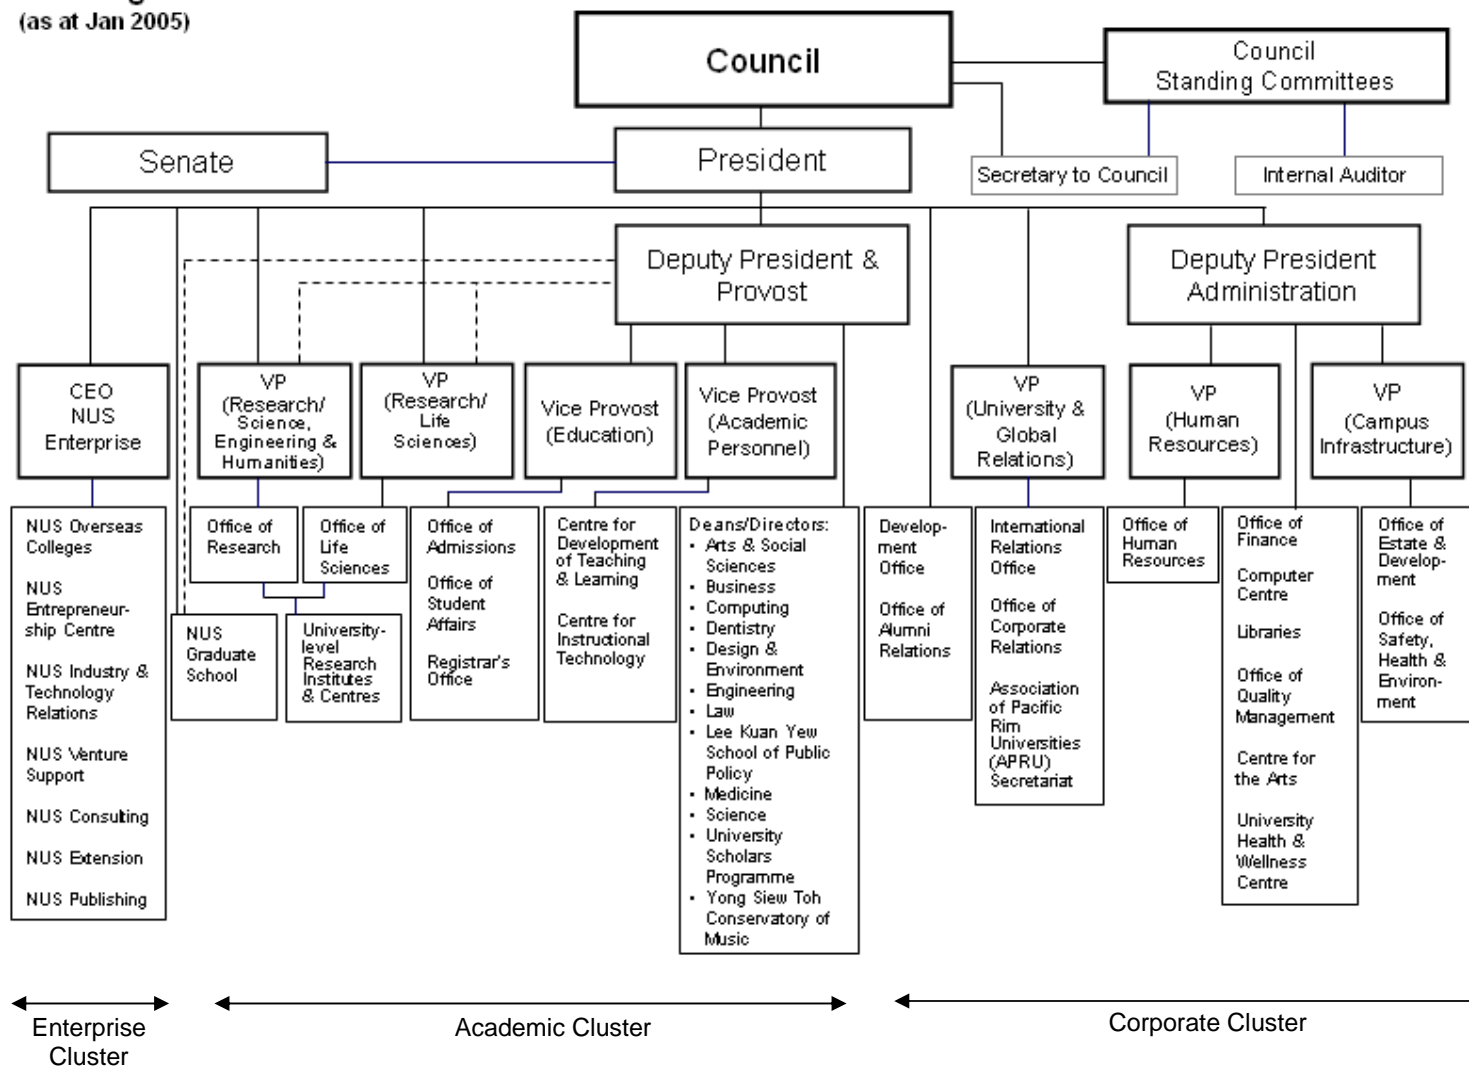 (as at Jan 2005)
Council
Council
Standing Committees
Senate
President
Secretary to Council
Internal Auditor
Deputy President &
Provost
Deputy President
Administration
CEO
NUS
Enterprise
VP
(Research/
Science,
Engineering &
Humanities)
VP
(Research/
Life
Sciences)
Vice Provost
(Education)
Vice Provost
(Academic
Personnel)
VP
(University &
Global
Relations)
VP
(Human
Resources)
VP
(Campus
Infrastructure)
NUS Overseas
Colleges
NUS
Entrepreneur-
ship Centre
NUS Industry &
Technology
Relations
NUS Venture
Support
NUS Consulting
NUS Extension
NUS Publishing
Office of
Research
Office of
Life
Sciences
NUS
Graduate
School
University-
level
Research
Institutes
& Centres
Office of
Admissions
Office of
Student
Affairs
Registrar's
Office
Centre for
Development
of Teaching
& Learning
Centre for
Instructional
Technology
Deans/Directors:
• Arts & Social
Sciences
• Business
• Computing
• Dentistry
• Design &
Environment
• Engineering
• Law
• Lee Kuan Yew
School of Public
Policy
• Medicine
• Science
• University
Scholars
Programme
• Yong Siew Toh
Conservatory of
Music
Develop-
ment
Office
Office of
Alumni
Relations
International
Relations
Office
Office of
Corporate
Relations
Association
of Pacific
Rim
Universities
(APRU)
Secretariat
Office of
Human
Resources
Office of
Finance
Computer
Centre
Libraries
Office of
Quality
Management
Centre for
the Arts
University
Health &
Wellness
Centre
Office of
Estate &
Develop-
ment
Office of
Safety,
Health &
Environ-
ment
Enterprise
Cluster
Academic Cluster
Corporate Cluster